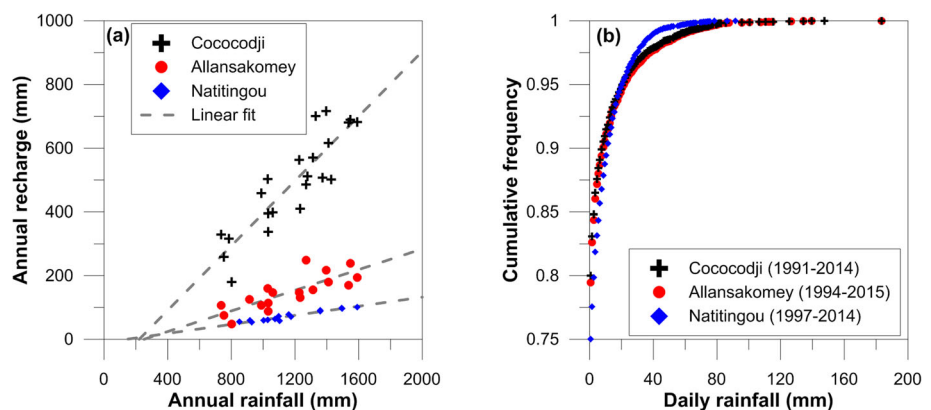 (a)
Cococodji
Allansakomey
Natitingou
Linear fit
Annual recharge (mm)
1000
800
600
400
200
0
0 400 800 1200 1600 2000
Annual rainfall (mm)
(b)
Cumulative frequency
1
0.95
0.9
0.85
0.8
0.75
Cococodji (1991-2014)
Allansakomey (1994-2015)
Natitingou (1997-2014)
0 40 80 120 160 200
Daily rainfall (mm)